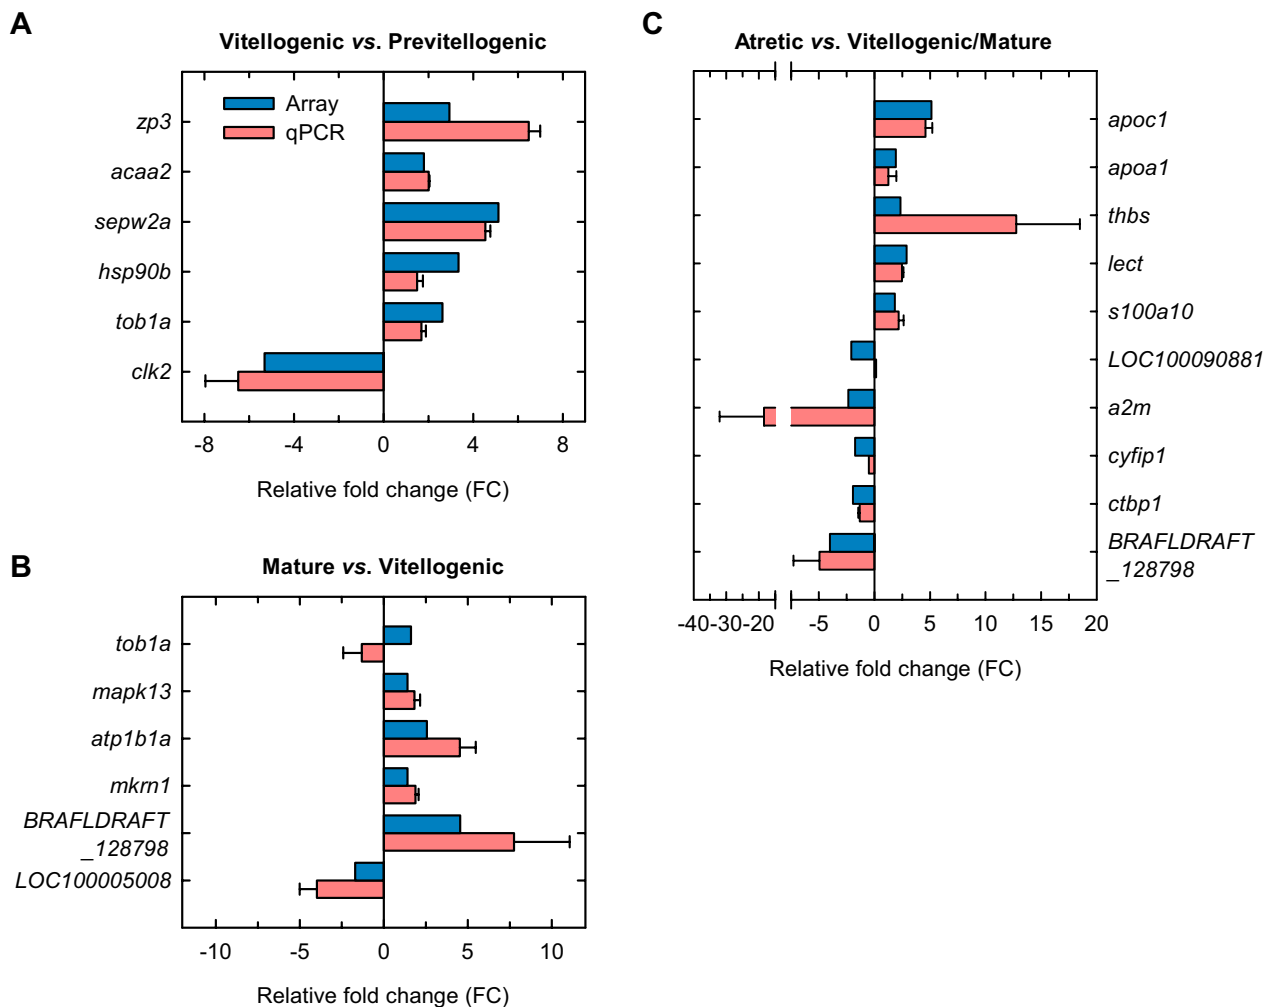 A
Vitellogenic vs. Previtellogenic
Array
qPCR
zp3
acaa2
sepw2a
hsp90b
tob1a
clk2
-8 -4 0 4 8
Relative fold change (FC)
B
Mature vs. Vitellogenic
tob1a
mapk13
atp1b1a
mkrn1
BRAFLDRAFT
_128798
LOC100005008
-10 -5 0 5 10
Relative fold change (FC)
C
Atretic vs. Vitellogenic/Mature
apoc1
apoa1
thbs
lect
s100a10
LOC100090881
a2m
cyfip1
ctbp1
BRAFLDRAFT
_128798
-40 -30 -20 -5 0 5 10 15 20
Relative fold change (FC)